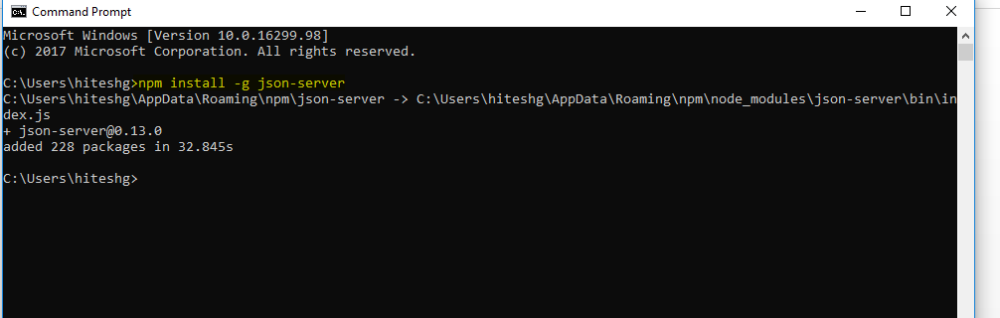 Command Prompt
Microsoft Windows [Version 10.0.16299.98]
(c) 2017 Microsoft Corporation. All rights reserved.
C:\Users\hiteshg>npm install -g json-server
C:\Users\hiteshg\AppData\Roaming\npm\json-server -> C:\Users\hiteshg\AppData\Roaming\npm\node_modules\json-server\bin\in
dex.js
+ json-server@0.13.0
added 228 packages in 32.845s
C:\Users\hiteshg>